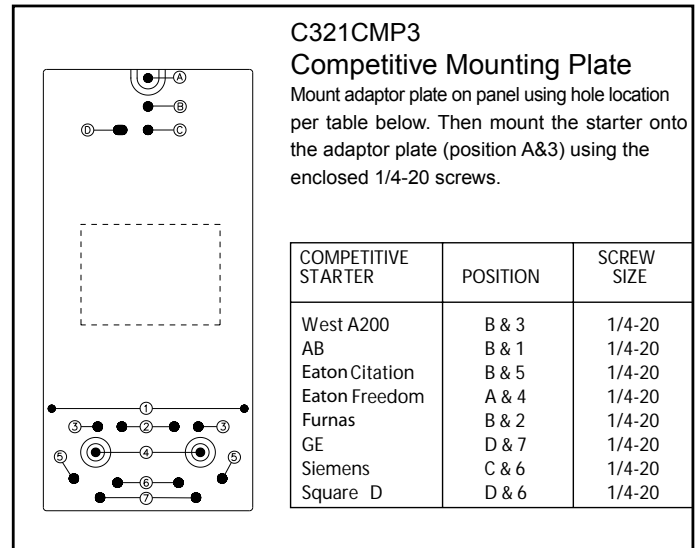 C321CMP3
Competitive Mounting Plate
Mount adaptor plate on panel using hole location
per table below. Then mount the starter onto
the adaptor plate (position A&3) using the
enclosed 1/4-20 screws.
A
B
D C
1
3 2 3
4
5 5
6
7
COMPETITIVE STARTER POSITION SCREW SIZE
West A200 B & 3 1/4-20
AB B & 1 1/4-20
Eaton Citation B & 5 1/4-20
Eaton Freedom A & 4 1/4-20
Furnas B & 2 1/4-20
GE D & 7 1/4-20
Siemens C & 6 1/4-20
Square D D & 6 1/4-20